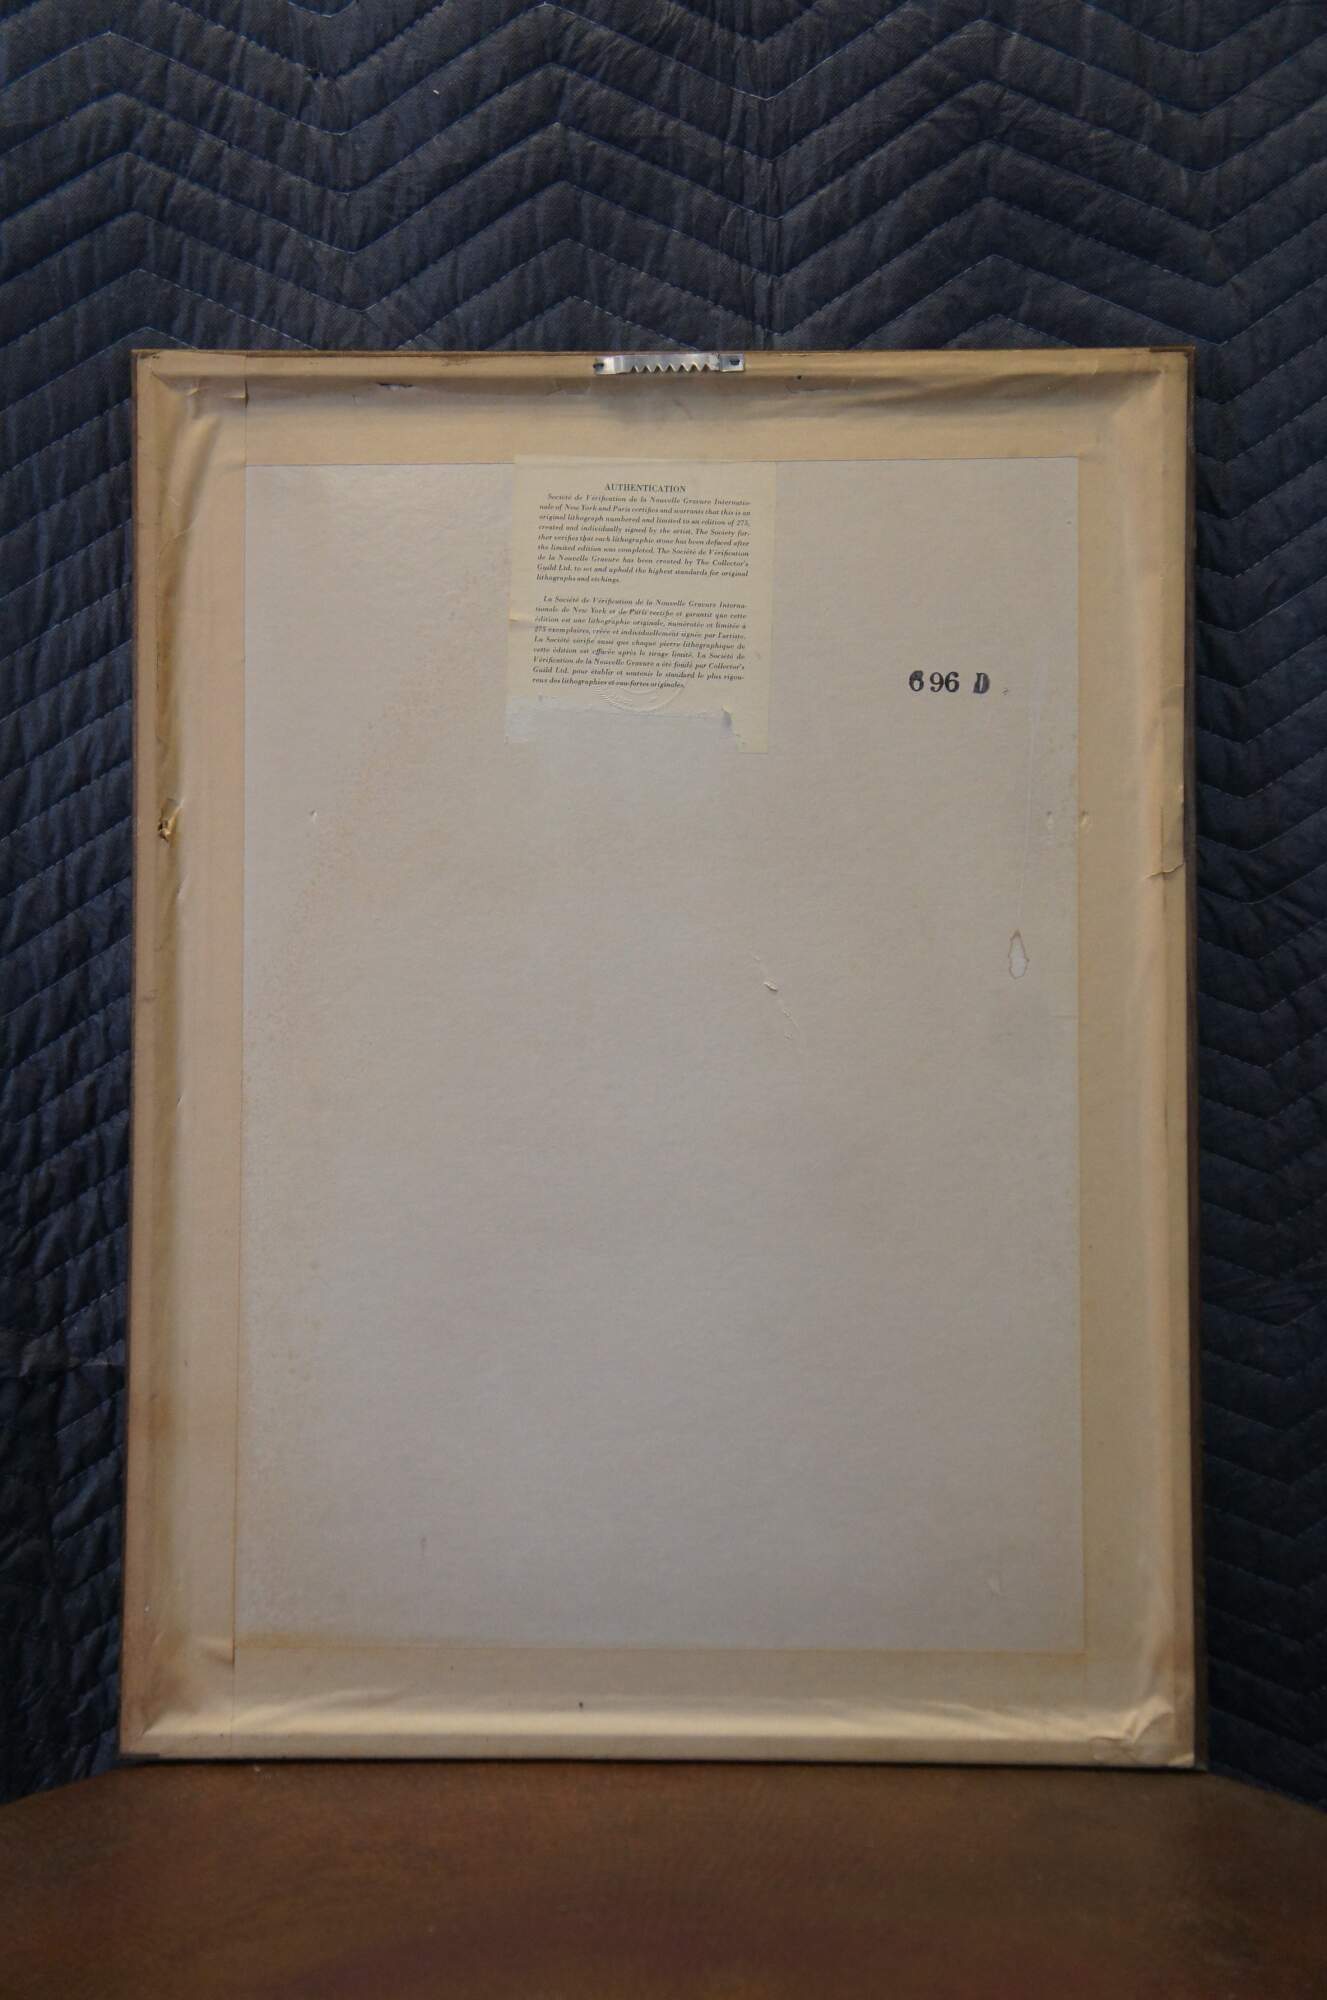 AUTHENTICATION
Société de Vérification de la Nouvelle Gravure Internatio-
nale of New York and Paris certifies and warrants that this is an
original lithograph numbered and limited to an edition of 275,
created and individually signed by the artist. The Society fur-
ther verifies that each lithographic stone has been defaced after
the limited edition was completed. The Société de Vérification
de la Nouvelle Gravure has been created by The Collector's
Guild Ltd. to set and uphold the highest standards for original
lithographs and etchings.
La Société de Vérification de la Nouvelle Gravure Interna-
tionale de New York et de Paris certifie et garantit que cette
édition est une lithographie originale, numérotée et limitée à
275 exemplaires, créée et individuellement signée par l'artiste.
La Société vérifie aussi que chaque pierre lithographique de
cette édition est effacée après le tirage limité. La Société de
Vérification de la Nouvelle Gravure a été fondé par Collector's
Guild Ltd. pour établir et soutenir le standard le plus rigou-
reux des lithographies et eau-fortes originales.
696 D